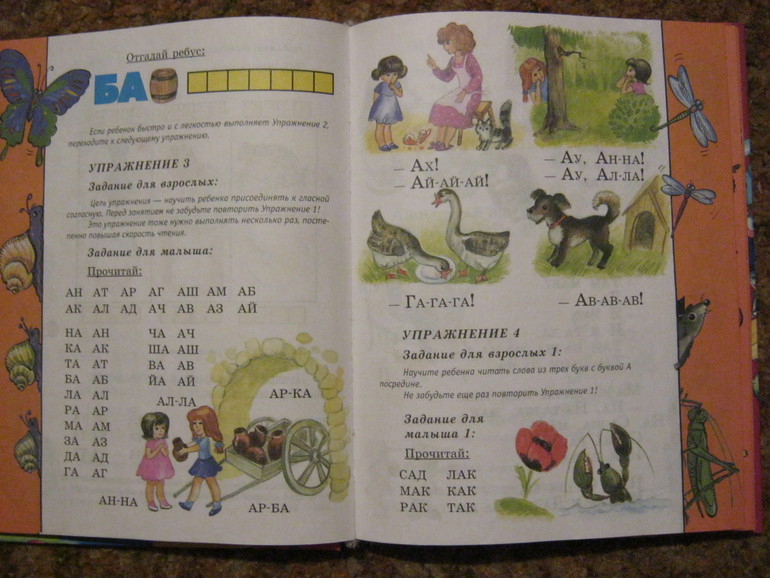 Отгадай ребус:
БА
Если ребенок быстро и с легкостью выполняет Упражнение 2,
переходите к следующему упражнению.
УПРАЖНЕНИЕ 3
Задание для взрослых:
Цель упражнения — научить ребенка присоединять к гласной
согласную. Перед занятием не забудьте повторить Упражнение 1!
Это упражнение тоже нужно выполнять несколько раз, посте-
пенно повышая скорость чтения.
Задание для малыша:
Прочитай:
АН АТ АР АГ АШ АМ АБ
АК АЛ АД АЧ АВ АЗ АЙ
НА АН ЧА АЧ
КА АК ША АШ
ТА АТ ВА АВ
БА АБ ЙА АЙ
ЛА АЛ
РА АР
МА АМ
ЗА АЗ
ДА АД
ГА АГ
АЛ-ЛА
АР-КА
АН-НА
АР-БА
— АХ!
— АЙ-АЙ-АЙ!
— АУ, АН-НА!
— АУ, АЛ-ЛА!
— ГА-ГА-ГА!
— АВ-АВ-АВ!
УПРАЖНЕНИЕ 4
Задание для взрослых 1:
Научите ребенка читать слова из трех букв с буквой А
посредине.
Не забудьте еще раз повторить Упражнение 1!
Задание для
малыша 1:
Прочитай:
САД ЛАК
МАК КАК
РАК ТАК